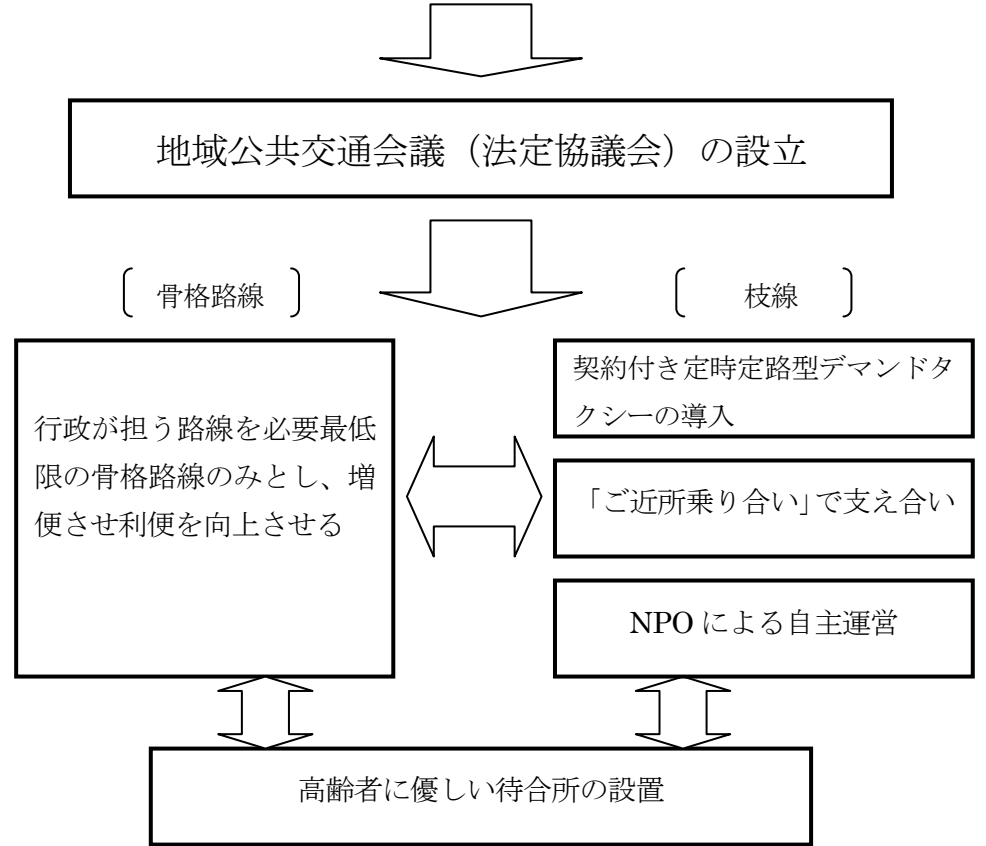 地域公共交通会議（法定協議会）の設立
骨格路線
枝線
行政が担う路線を必要最低
限の骨格路線のみとし、増
便させ利便を向上させる
契約付き定時定路型デマンドタ
クシーの導入
「ご近所乗り合い」で支え合い
NPO による自主運営
高齢者に優しい待合所の設置